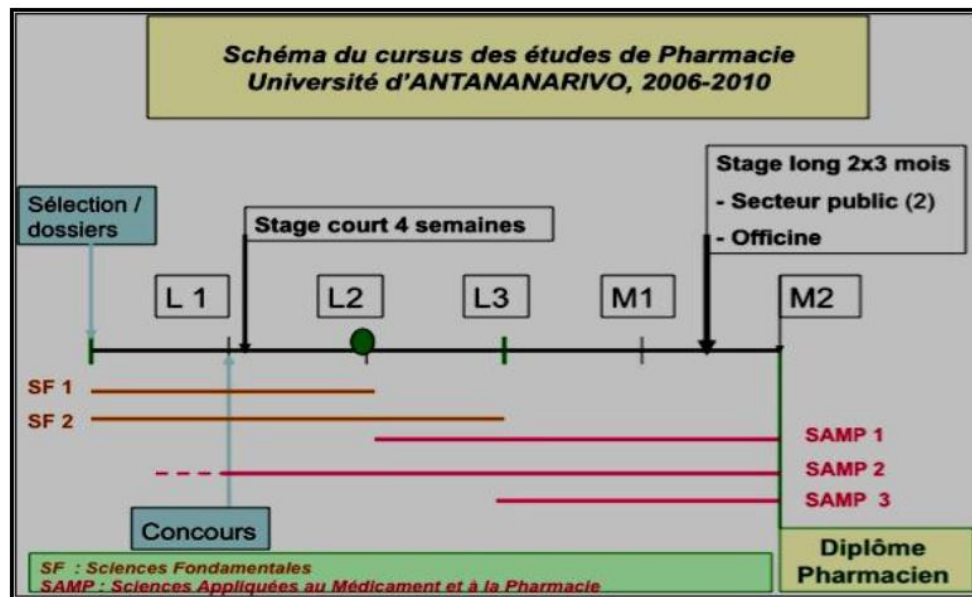 Schéma du cursus des études de Pharmacie
Université d'ANTANANARIVO, 2006-2010
Sélection /
dossiers
Stage court 4 semaines
Stage long 2x3 mois
- Secteur public (2)
- Officine
L 1
L2
L3
M1
M2
SF 1
SF 2
SAMP 1
SAMP 2
SAMP 3
Concours
Diplôme
Pharmacien
SF : Sciences Fondamentales
SAMP : Sciences Appliquées au Médicament et à la Pharmacie